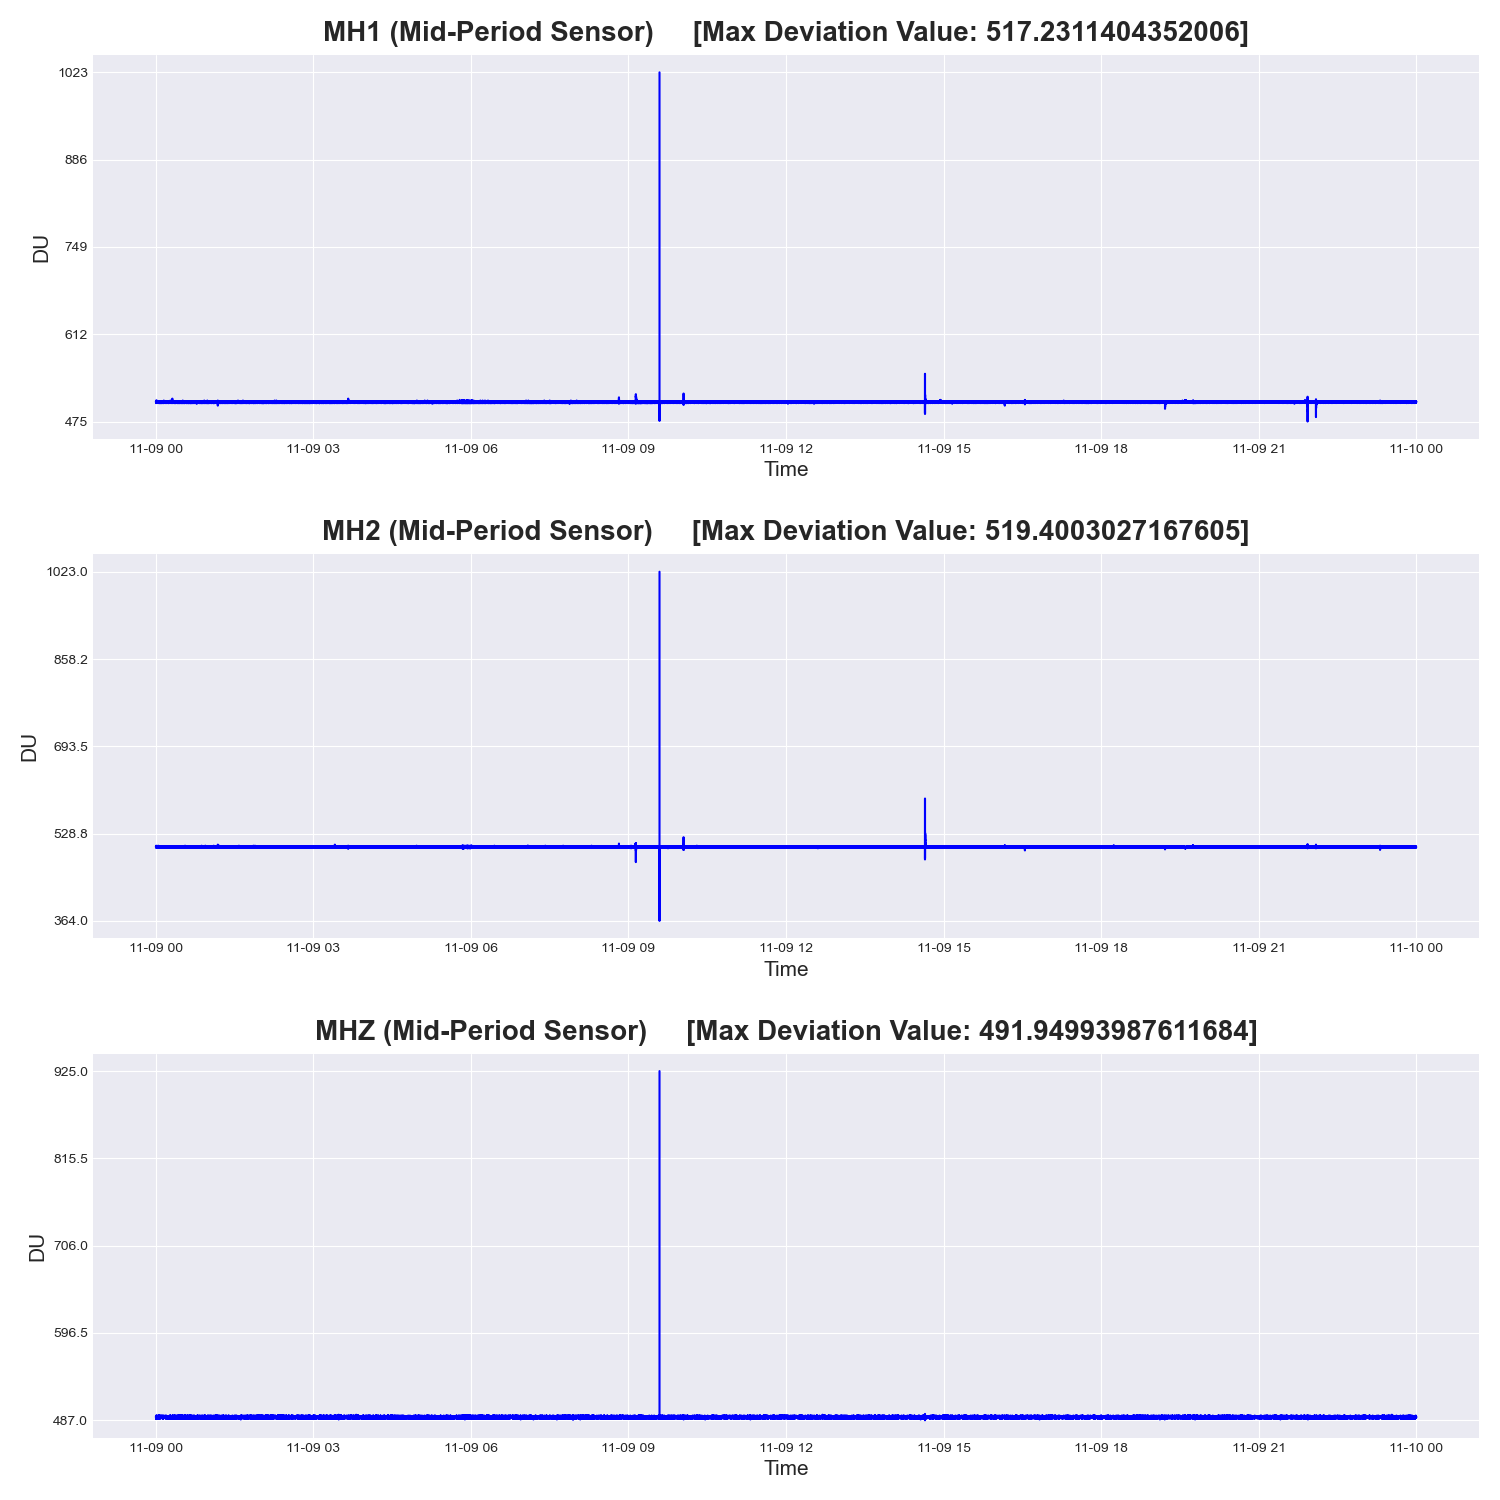 MH1 (Mid-Period Sensor) [Max Deviation Value: 517.2311404352006]
1023
886
749
612
475
DU
11-09 00 11-09 03 11-09 06 11-09 09 11-09 12 11-09 15 11-09 18 11-09 21 11-10 00
Time
MH2 (Mid-Period Sensor) [Max Deviation Value: 519.4003027167605]
1023.0
858.2
693.5
528.8
364.0
DU
11-09 00 11-09 03 11-09 06 11-09 09 11-09 12 11-09 15 11-09 18 11-09 21 11-10 00
Time
MHZ (Mid-Period Sensor) [Max Deviation Value: 491.94993987611684]
925.0
815.5
706.0
596.5
487.0
DU
11-09 00 11-09 03 11-09 06 11-09 09 11-09 12 11-09 15 11-09 18 11-09 21 11-10 00
Time